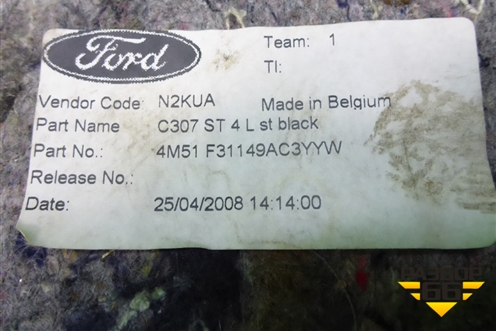 Ford
Team: 1
TI:
Vendor Code: N2KUA Made in Belgium
Part Name C307 ST 4 L st black
Part No.: 4M51 F31149AC3YYW
Release No.:
Date: 25/04/2008 14:14:00